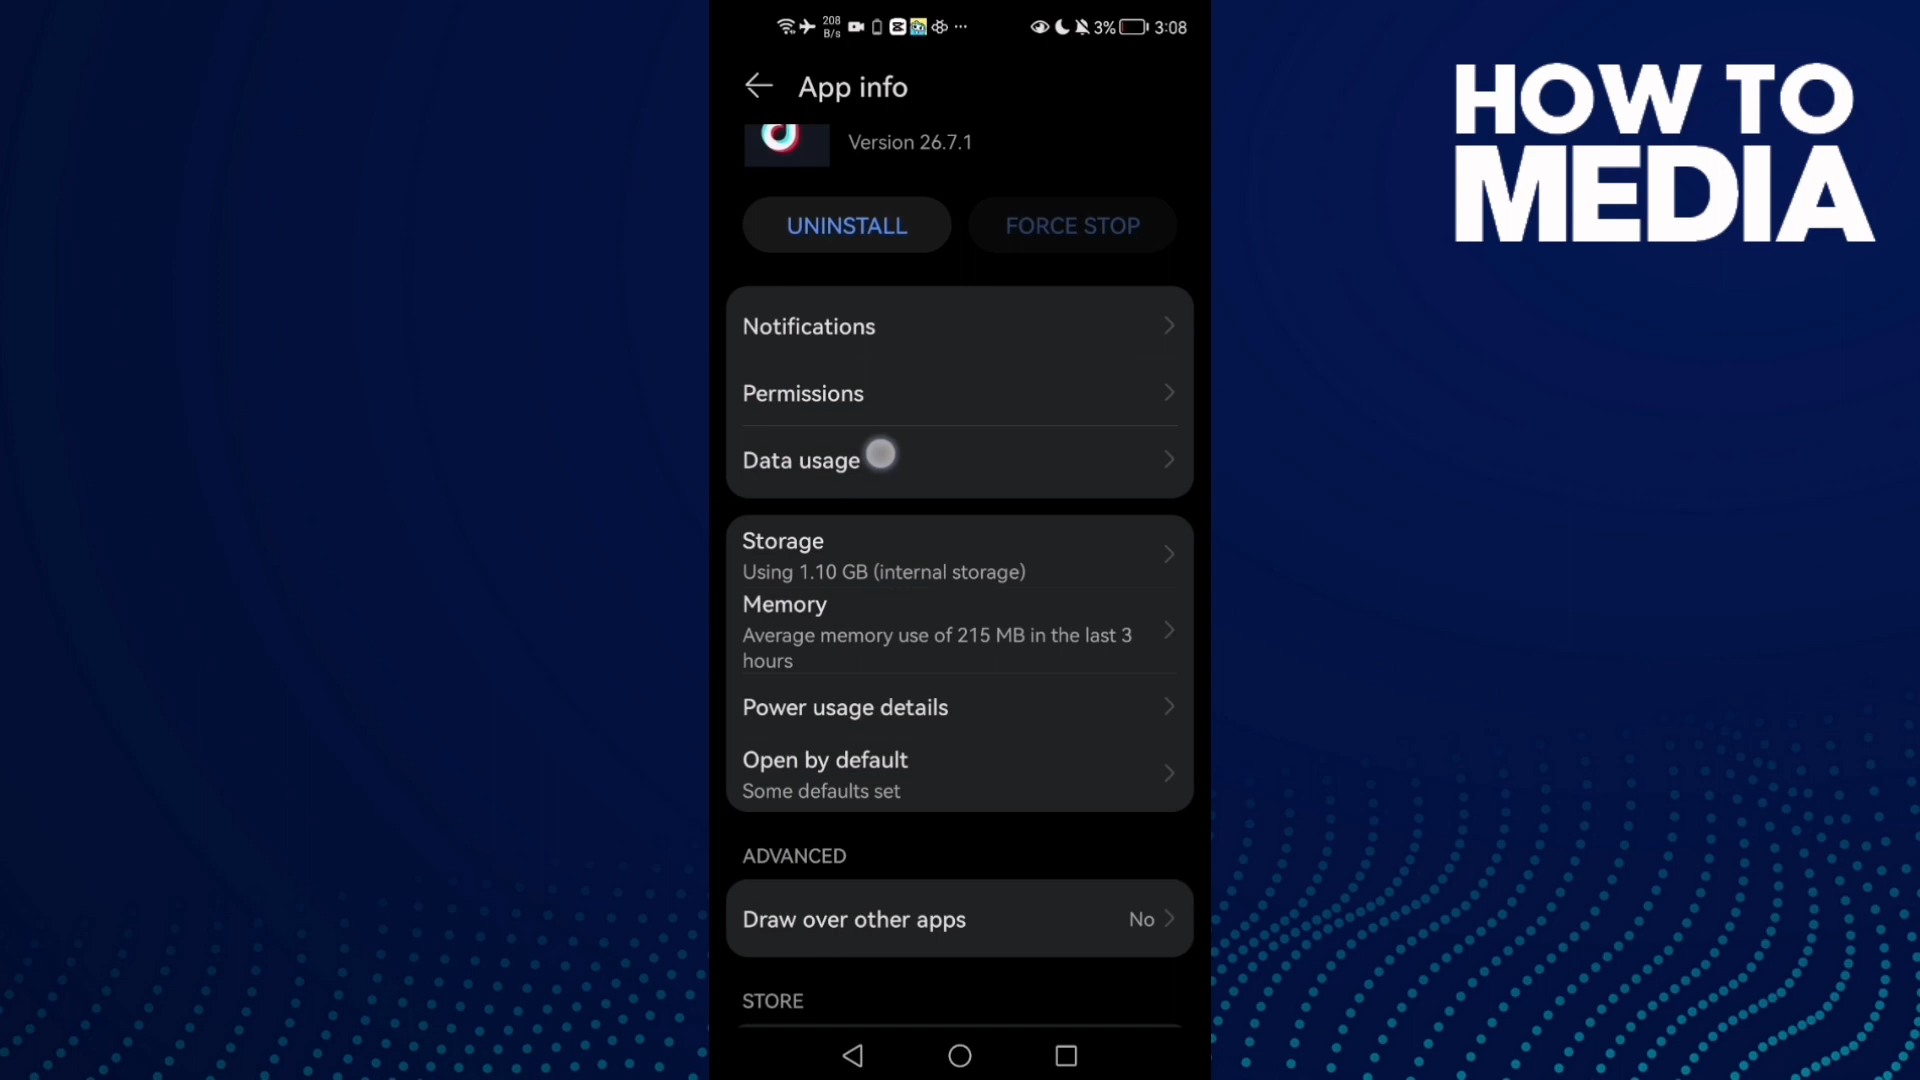 208
B/s
3%
3:08
App info
Version 26.7.1
UNINSTALL
FORCE STOP
Notifications
Permissions
Data usage
Storage
Using 1.10 GB (internal storage)
Memory
Average memory use of 215 MB in the last 3
hours
Power usage details
Open by default
Some defaults set
ADVANCED
Draw over other apps
No
STORE
HOW TO
MEDIA